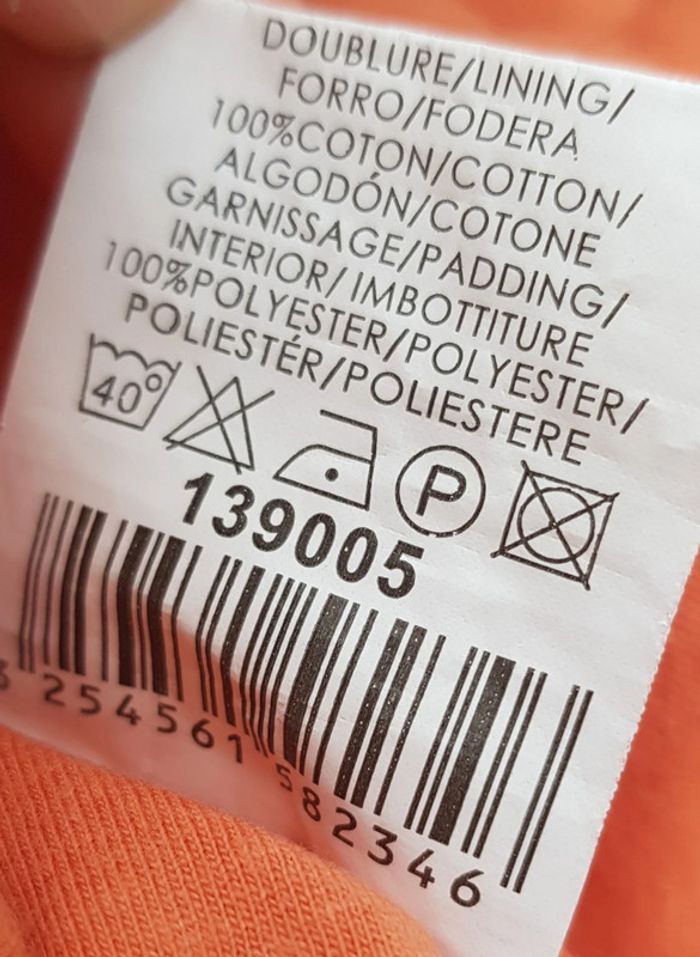 DOUBLURE/LINING/
FORRO/FODERA
100%COTON/COTTON/
ALGODÓN/COTONE
GARNISSAGE/PADDING/
INTERIOR/IMBOTTITURE
100%POLYESTER/POLYESTER/
POLIESTÉR/POLIESTERE
40°
P
139005
3 254561 582346